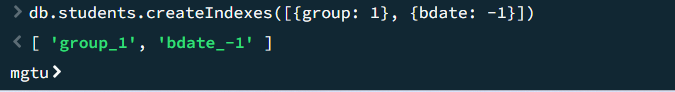 > db.students.createIndexes([{group: 1}, {bdate: -1}])
< [ 'group_1', 'bdate_-1' ]
mgtu>